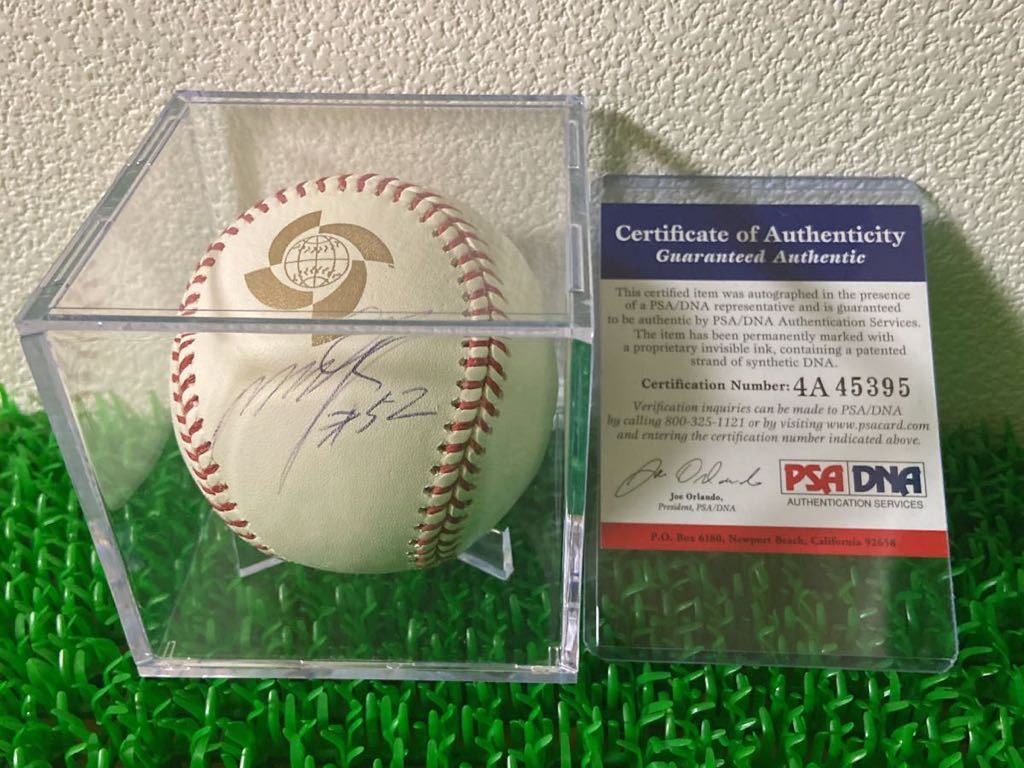 #52
Certificate of Authenticity
Guaranteed Authentic
This certified item was autographed in the presence
of a PSA/DNA representative and is guaranteed
to be authentic by PSA/DNA Authentication Services.
The item has been permanently marked with
a proprietary invisible ink, containing a patented
strand of synthetic DNA.
Certification Number: 4A 45395
Verification inquiries can be made to PSA/DNA
by calling 800-325-1121 or by visiting www.psacard.com
and entering the certification number indicated above.
Joe Orlando,
President, PSA/DNA
PSA DNA
AUTHENTICATION SERVICES
P.O. Box 6180, Newport Beach, California 92658